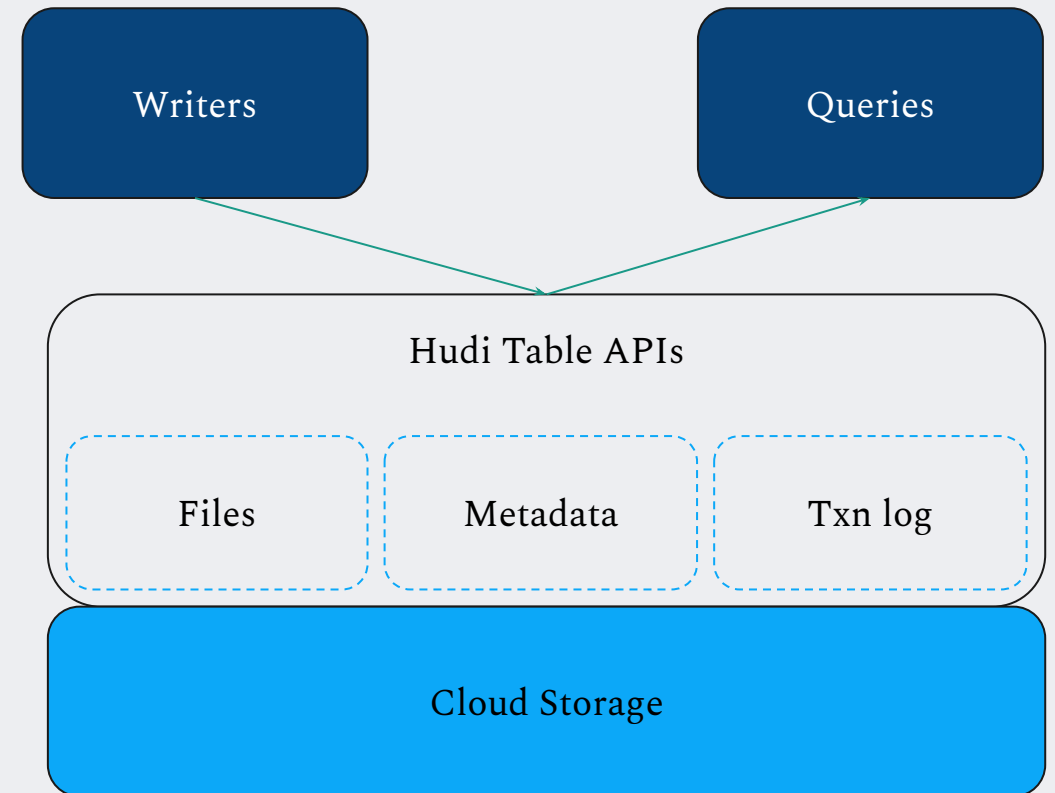 Writers
Queries
Hudi Table APIs
Files
Metadata
Txn log
Cloud Storage